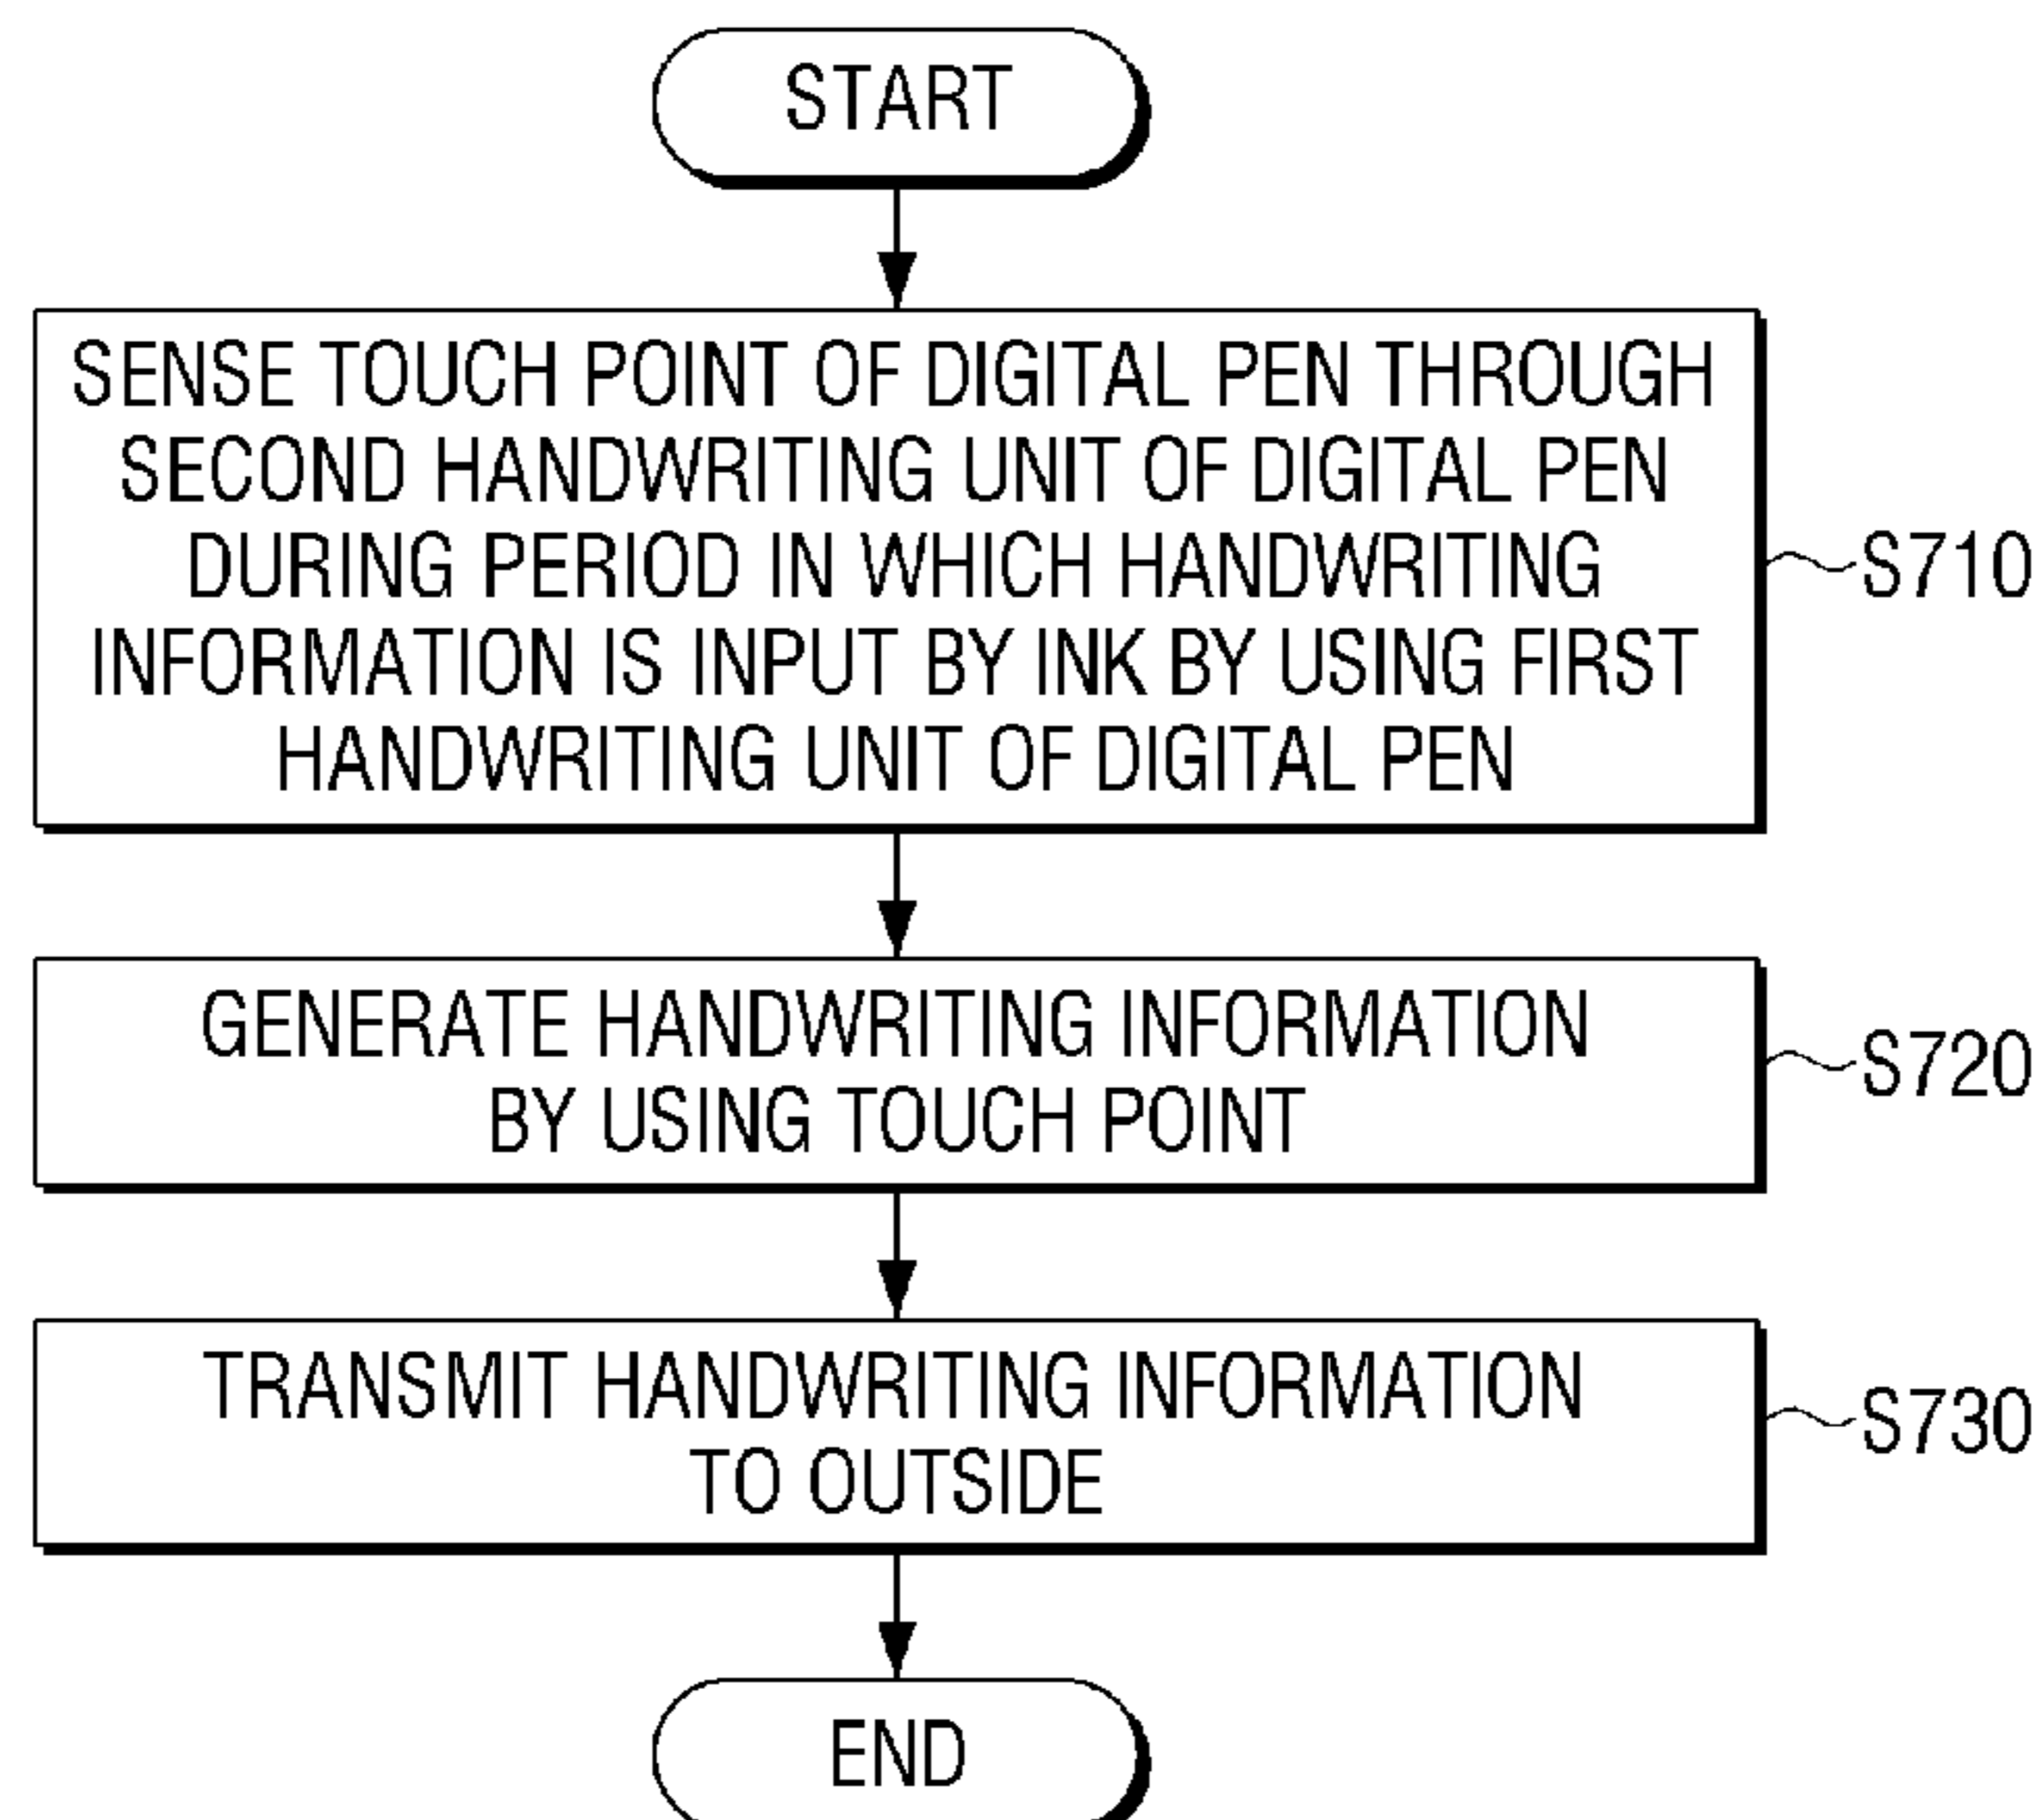 START
SENSE TOUCH POINT OF DIGITAL PEN THROUGH
SECOND HANDWRITING UNIT OF DIGITAL PEN
DURING PERIOD IN WHICH HANDWRITING
INFORMATION IS INPUT BY INK BY USING FIRST
HANDWRITING UNIT OF DIGITAL PEN
S710
GENERATE HANDWRITING INFORMATION
BY USING TOUCH POINT
S720
TRANSMIT HANDWRITING INFORMATION
TO OUTSIDE
S730
END